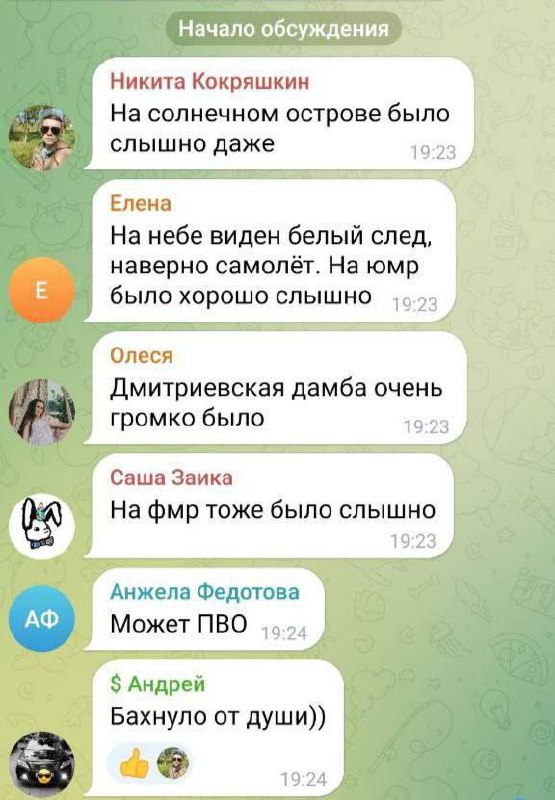 Начало обсуждения
Никита Кокряшкин
На солнечном острове было
слышно даже
19:23
Елена
На небе виден белый след,
наверно самолёт. На юмр
было хорошо слышно
19:23
Е
Олеся
Дмитриевская дамба очень
громко было
19:23
Саша Заика
На фмр тоже было слышно
19:23
Анжела Федотова
Может ПВО
19:24
АФ
$ Андрей
Бахнуло от души))
19:24